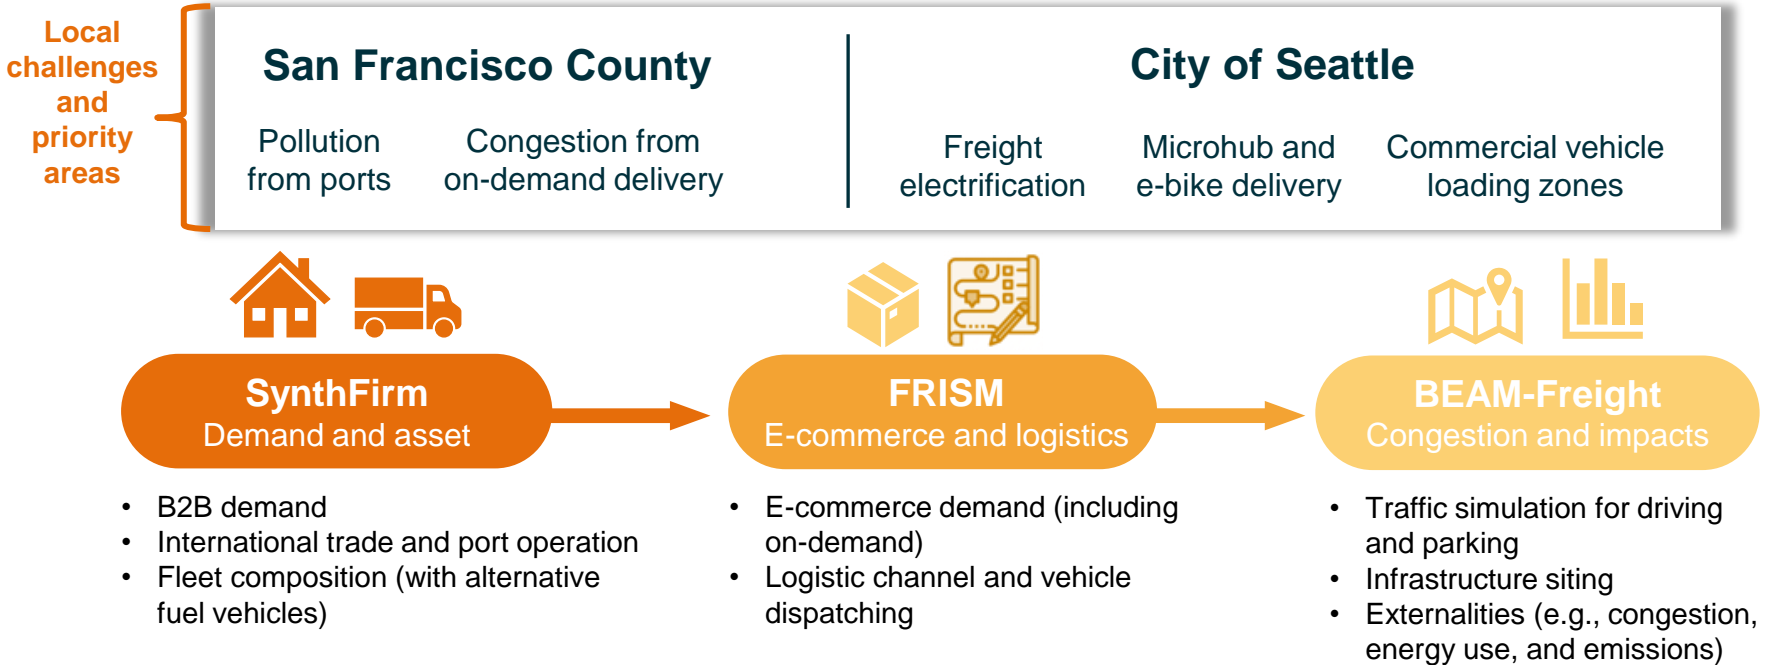 Local
challenges
and
priority
areas
San Francisco County
Pollution
from ports
Congestion from
on-demand delivery
City of Seattle
Freight
electrification
Microhub and
e-bike delivery
Commercial vehicle
loading zones
SynthFirm
Demand and asset
• B2B demand
• International trade and port operation
• Fleet composition (with alternative
fuel vehicles)
FRISM
E-commerce and logistics
• E-commerce demand (including
on-demand)
• Logistic channel and vehicle
dispatching
BEAM-Freight
Congestion and impacts
• Traffic simulation for driving
and parking
• Infrastructure siting
• Externalities (e.g., congestion,
energy use, and emissions)